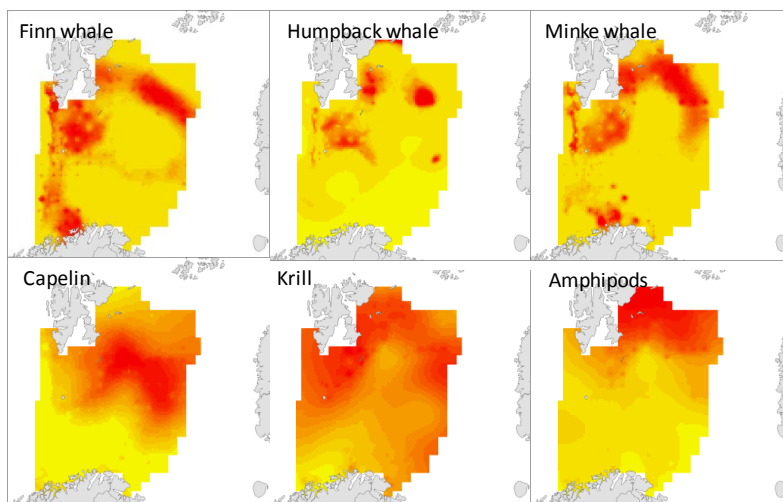 Finn whale
Humpback whale
Minke whale
Capelin
Krill
Amphipods